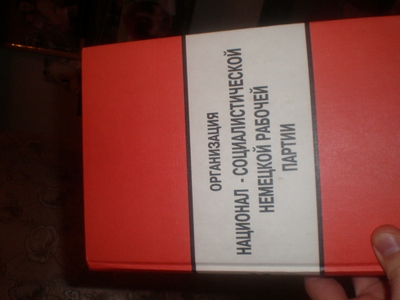 ОРГАНИЗАЦИЯ
НАЦИОНАЛ - СОЦИАЛИСТИЧЕСКОЙ
НЕМЕЦКОЙ РАБОЧЕЙ
ПАРТИИ